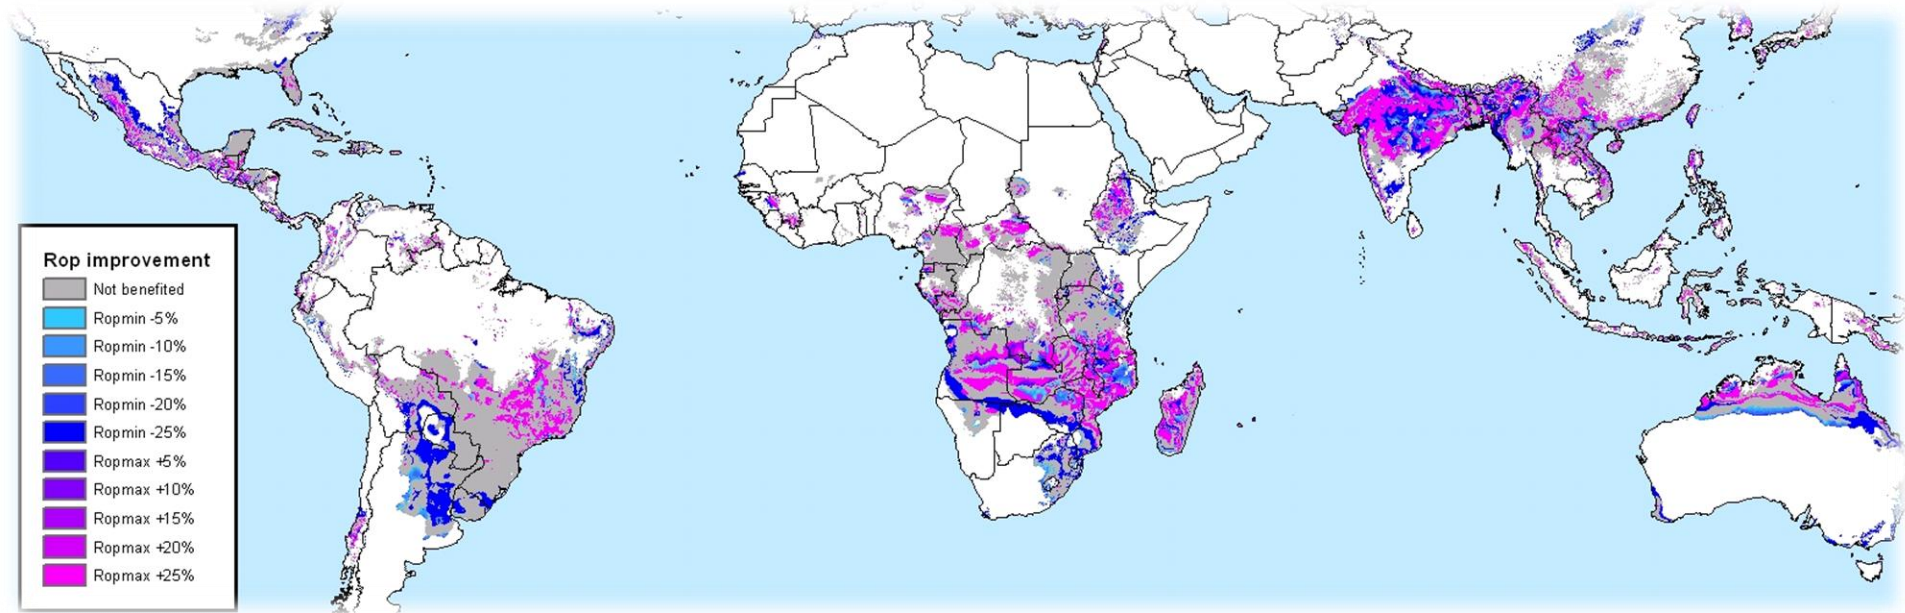 Rop improvement
Not benefited
Ropmin -5%
Ropmin -10%
Ropmin -15%
Ropmin -20%
Ropmin -25%
Ropmax +5%
Ropmax +10%
Ropmax +15%
Ropmax +20%
Ropmax +25%